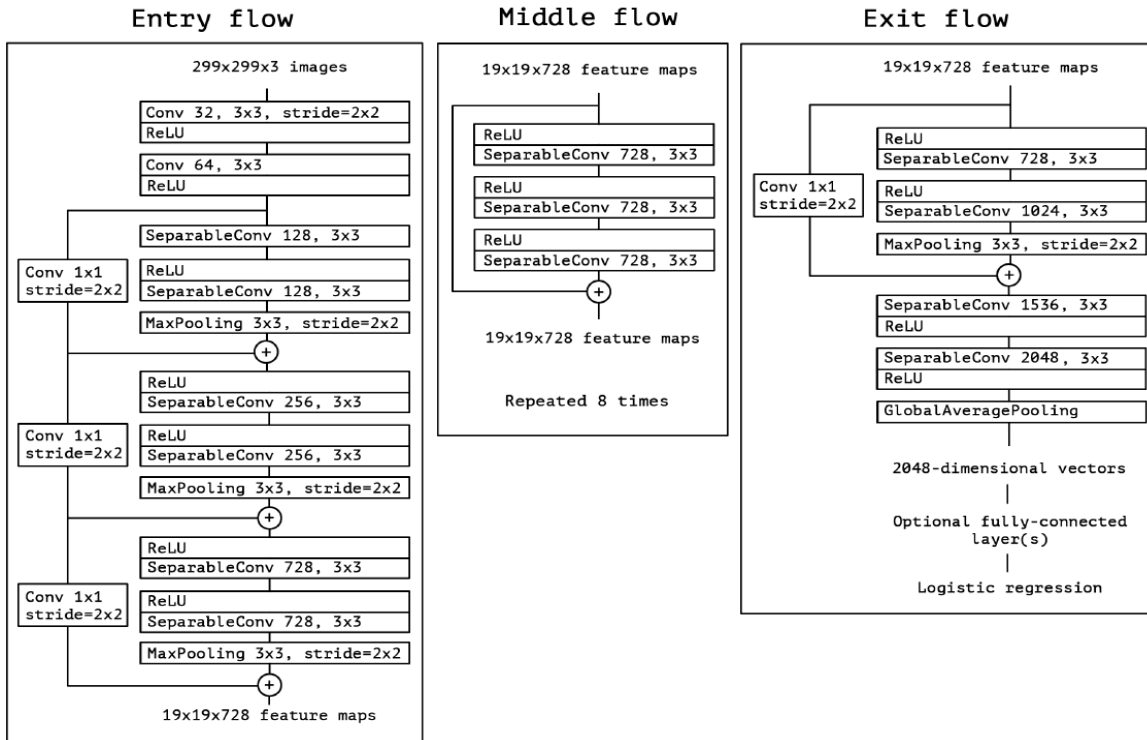 Entry flow
299x299x3 images
Conv 32, 3x3, stride=2x2
ReLU
Conv 64, 3x3
ReLU
SeparableConv 128, 3x3
Conv 1x1
stride=2x2
ReLU
SeparableConv 128, 3x3
MaxPooling 3x3, stride=2x2
+
ReLU
SeparableConv 256, 3x3
Conv 1x1
stride=2x2
ReLU
SeparableConv 256, 3x3
MaxPooling 3x3, stride=2x2
+
ReLU
SeparableConv 728, 3x3
Conv 1x1
stride=2x2
ReLU
SeparableConv 728, 3x3
MaxPooling 3x3, stride=2x2
+
19x19x728 feature maps
Middle flow
19x19x728 feature maps
ReLU
SeparableConv 728, 3x3
ReLU
SeparableConv 728, 3x3
ReLU
SeparableConv 728, 3x3
+
19x19x728 feature maps
Repeated 8 times
Exit flow
19x19x728 feature maps
ReLU
SeparableConv 728, 3x3
Conv 1x1
stride=2x2
ReLU
SeparableConv 1024, 3x3
MaxPooling 3x3, stride=2x2
+
SeparableConv 1536, 3x3
ReLU
SeparableConv 2048, 3x3
ReLU
GlobalAveragePooling
2048-dimensional vectors
Optional fully-connected
layer(s)
Logistic regression